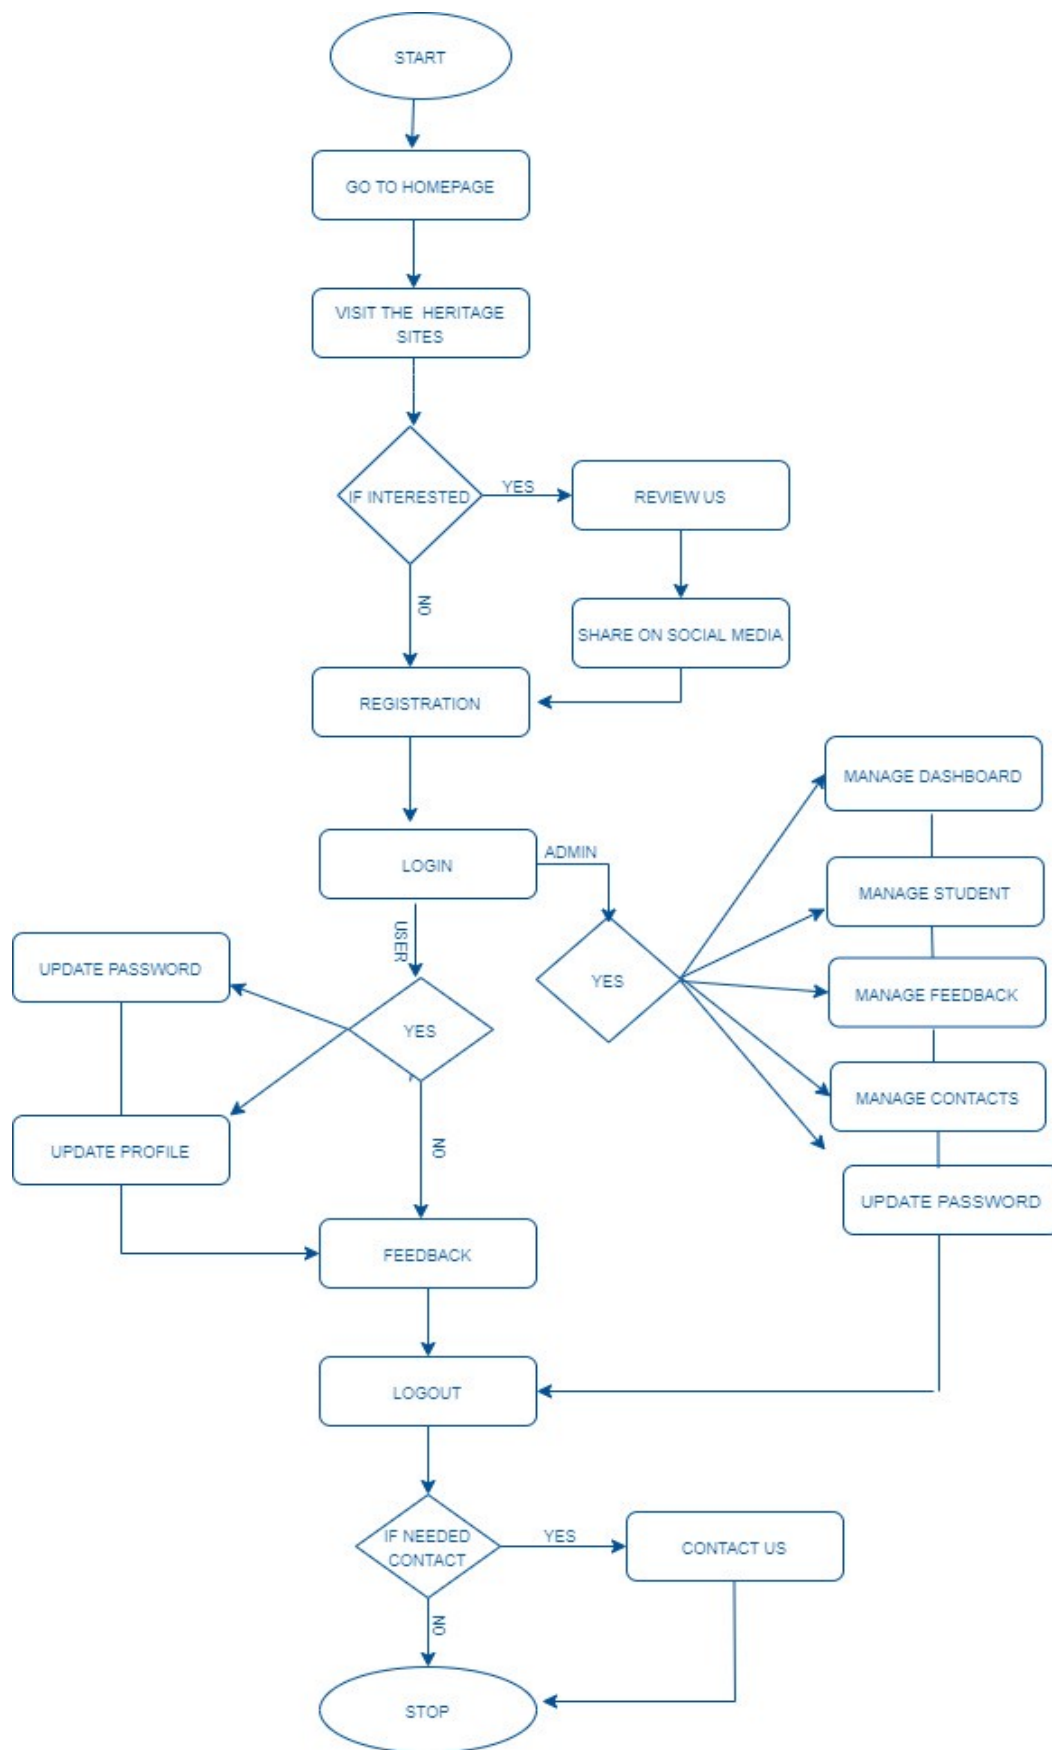 START
GO TO HOMEPAGE
VISIT THE HERITAGE
SITES
IF INTERESTED
YES
REVIEW US
NO
SHARE ON SOCIAL MEDIA
REGISTRATION
MANAGE DASHBOARD
LOGIN
ADMIN
MANAGE STUDENT
USER
UPDATE PASSWORD
YES
MANAGE FEEDBACK
YES
MANAGE CONTACTS
UPDATE PROFILE
NO
UPDATE PASSWORD
FEEDBACK
LOGOUT
IF NEEDED
CONTACT
YES
CONTACT US
NO
STOP